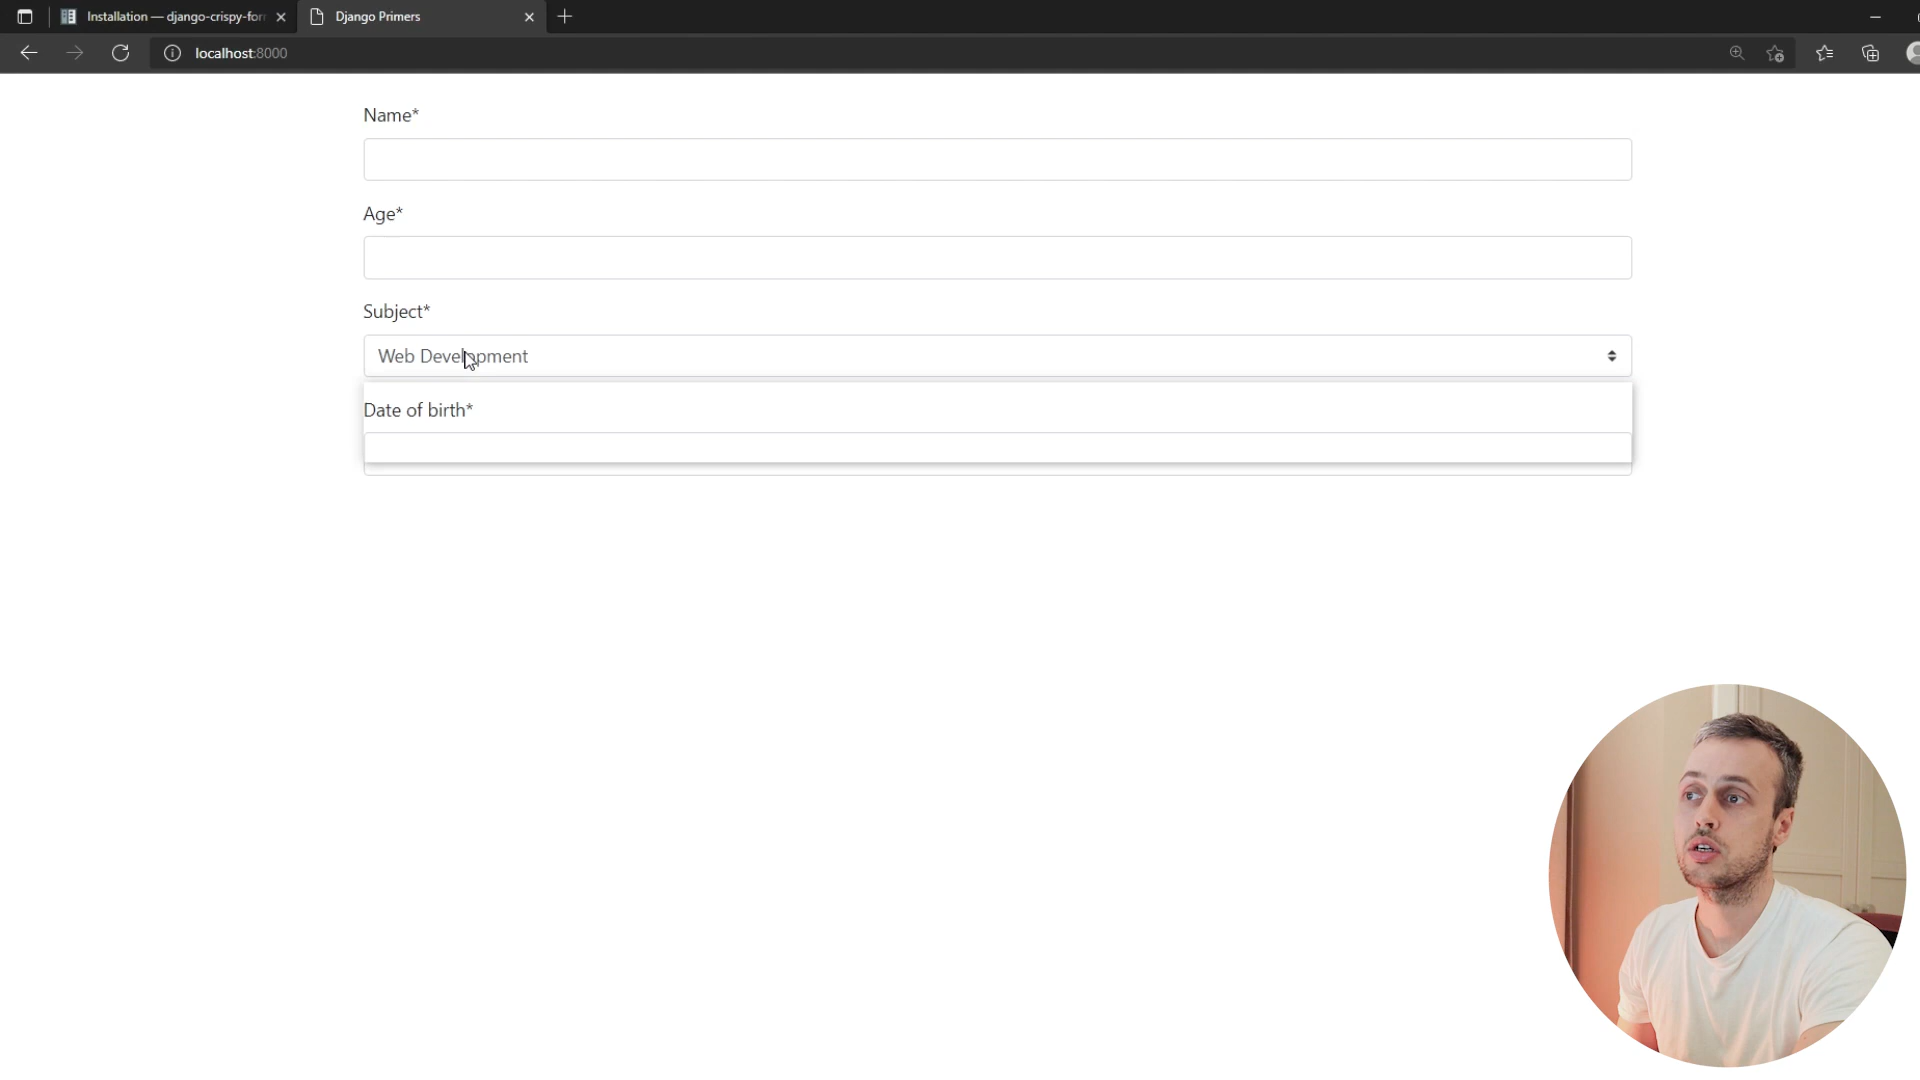 Installation — django-crispy-for
Django Primers
localhost:8000
Name*
Age*
Subject*
Web Development
Date of birth*